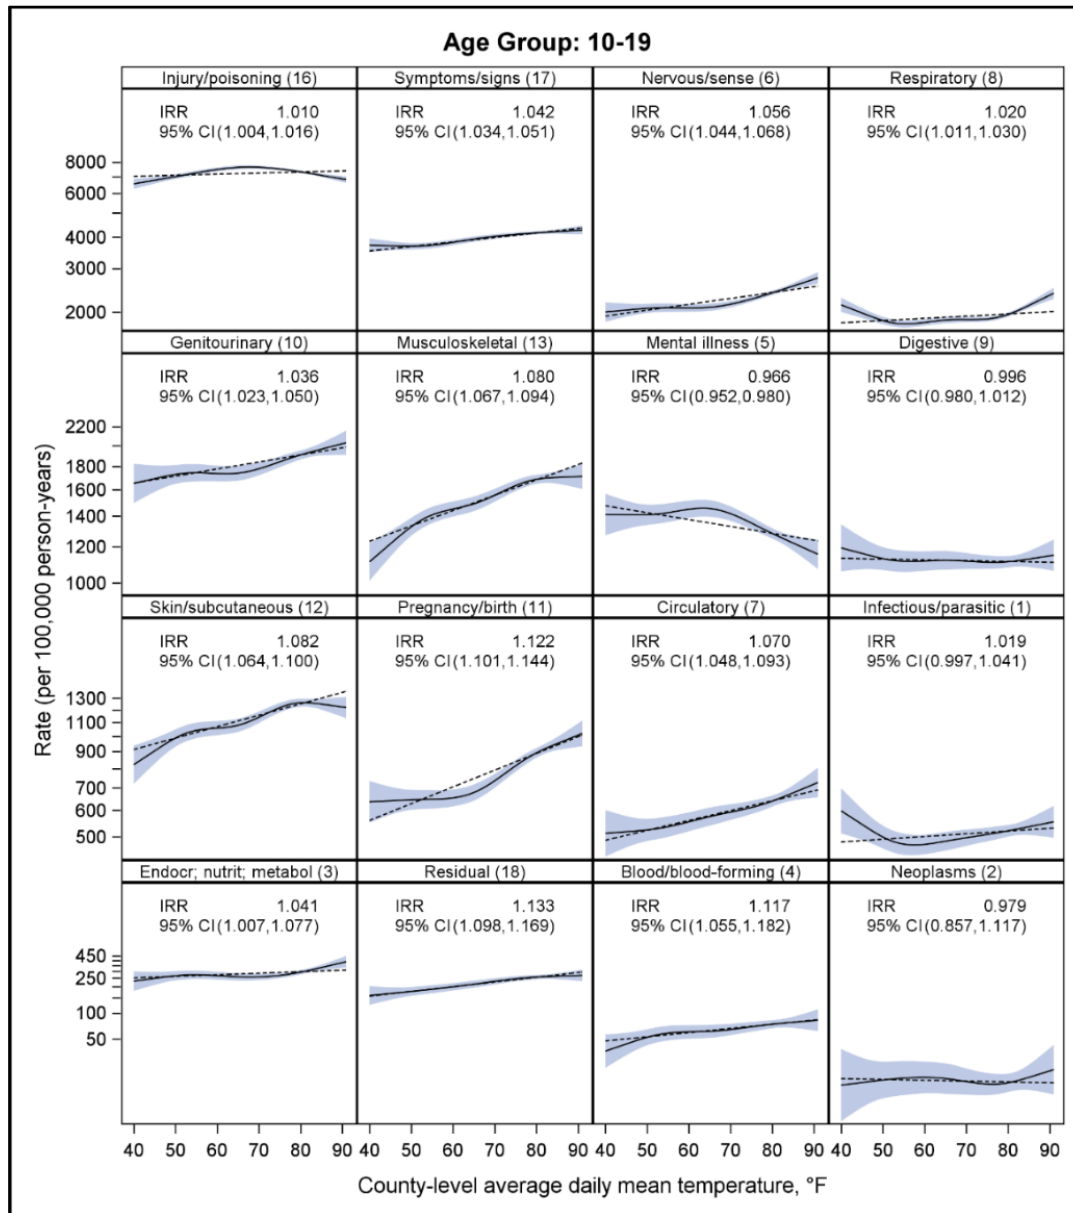 Age Group: 10-19
Injury/poisoning (16) Symptoms/signs (17) Nervous/sense (6) Respiratory (8)
IRR 1.010 IRR 1.042 IRR 1.056 IRR 1.020
95% CI(1.004,1.016) 95% CI(1.034,1.051) 95% CI(1.044,1.068) 95% CI(1.011,1.030)
8000
6000
4000
3000
2000
Genitourinary (10) Musculoskeletal (13) Mental illness (5) Digestive (9)
IRR 1.036 IRR 1.080 IRR 0.966 IRR 0.996
95% CI(1.023,1.050) 95% CI(1.067,1.094) 95% CI(0.952,0.980) 95% CI(0.980,1.012)
2200
1800
1600
1400
1200
1000
Rate (per 100,000 person-years)
Skin/subcutaneous (12) Pregnancy/birth (11) Circulatory (7) Infectious/parasitic (1)
IRR 1.082 IRR 1.122 IRR 1.070 IRR 1.019
95% CI(1.064,1.100) 95% CI(1.101,1.144) 95% CI(1.048,1.093) 95% CI(0.997,1.041)
1300
1100
900
700
600
500
Endocr; nutrit; metabol (3) Residual (18) Blood/blood-forming (4) Neoplasms (2)
IRR 1.041 IRR 1.133 IRR 1.117 IRR 0.979
95% CI(1.007,1.077) 95% CI(1.098,1.169) 95% CI(1.055,1.182) 95% CI(0.857,1.117)
450
250
100
50
40 50 60 70 80 90 40 50 60 70 80 90 40 50 60 70 80 90 40 50 60 70 80 90
County-level average daily mean temperature, °F